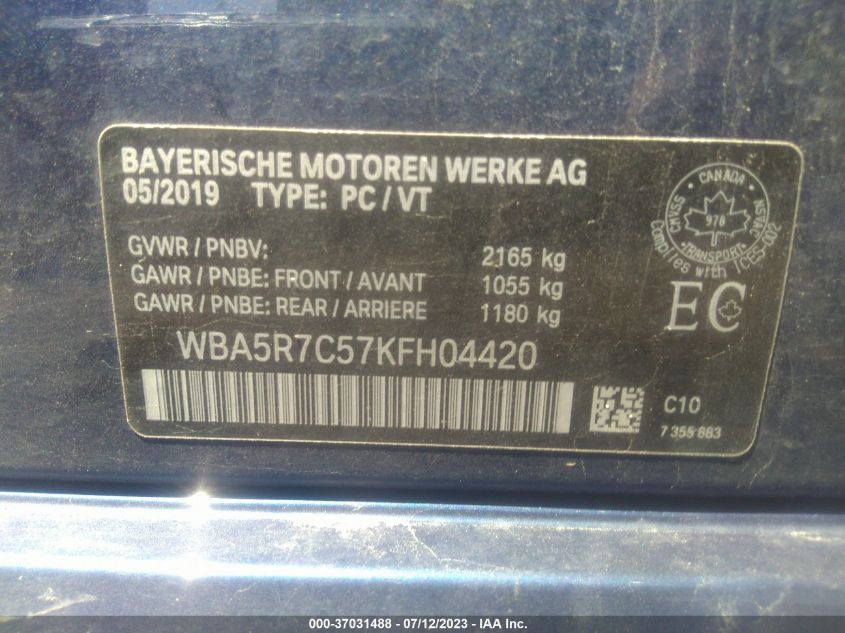 BAYERISCHE MOTOREN WERKE AG
05/2019 TYPE: PC / VT
GVWR / PNBV: 2165 kg
GAWR / PNBE: FRONT / AVANT 1055 kg
GAWR / PNBE: REAR / ARRIERE 1180 kg
WBA5R7C57KFH04420
CANADA
CMVSS
NSVAC
978
TRANSPORT
Complies with ICES-002
EC
C10
7 355 883
000-37031488 - 07/12/2023 - IAA, Inc.